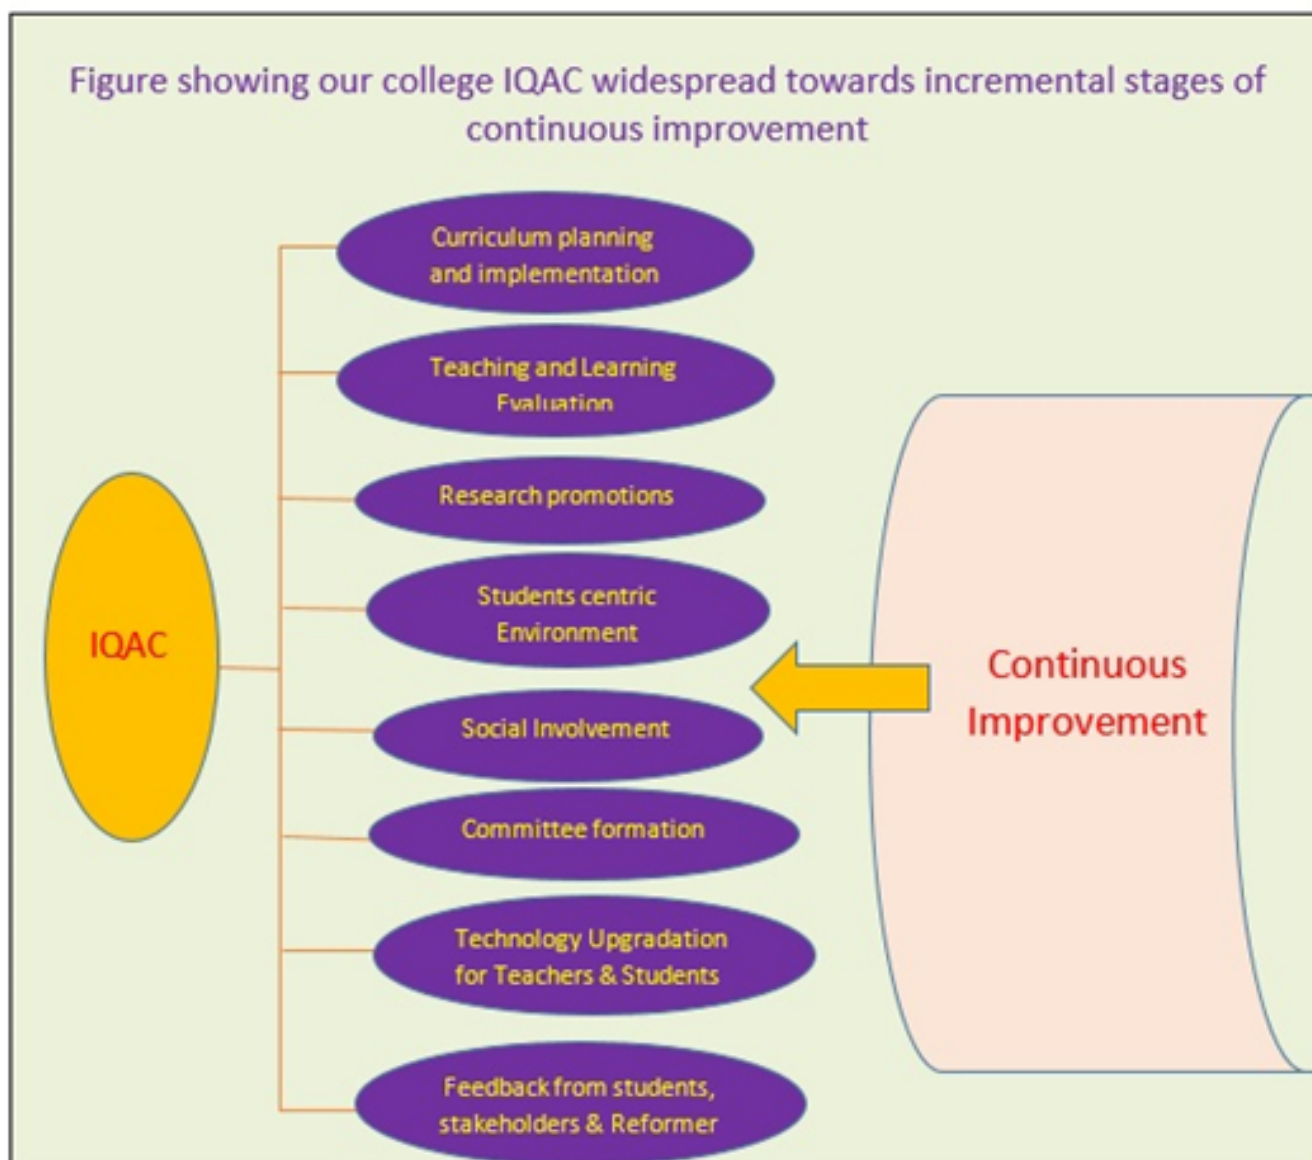 Figure showing our college IQAC widespread towards incremental stages of
continuous improvement
Curriculum planning
and implementation
Teaching and Learning
Evaluation
Research promotions
Students centric
Environment
IQAC
Social Involvement
Committee formation
Technology Upgradation
for Teachers & Students
Feedback from students,
stakeholders & Reformer
Continuous
Improvement